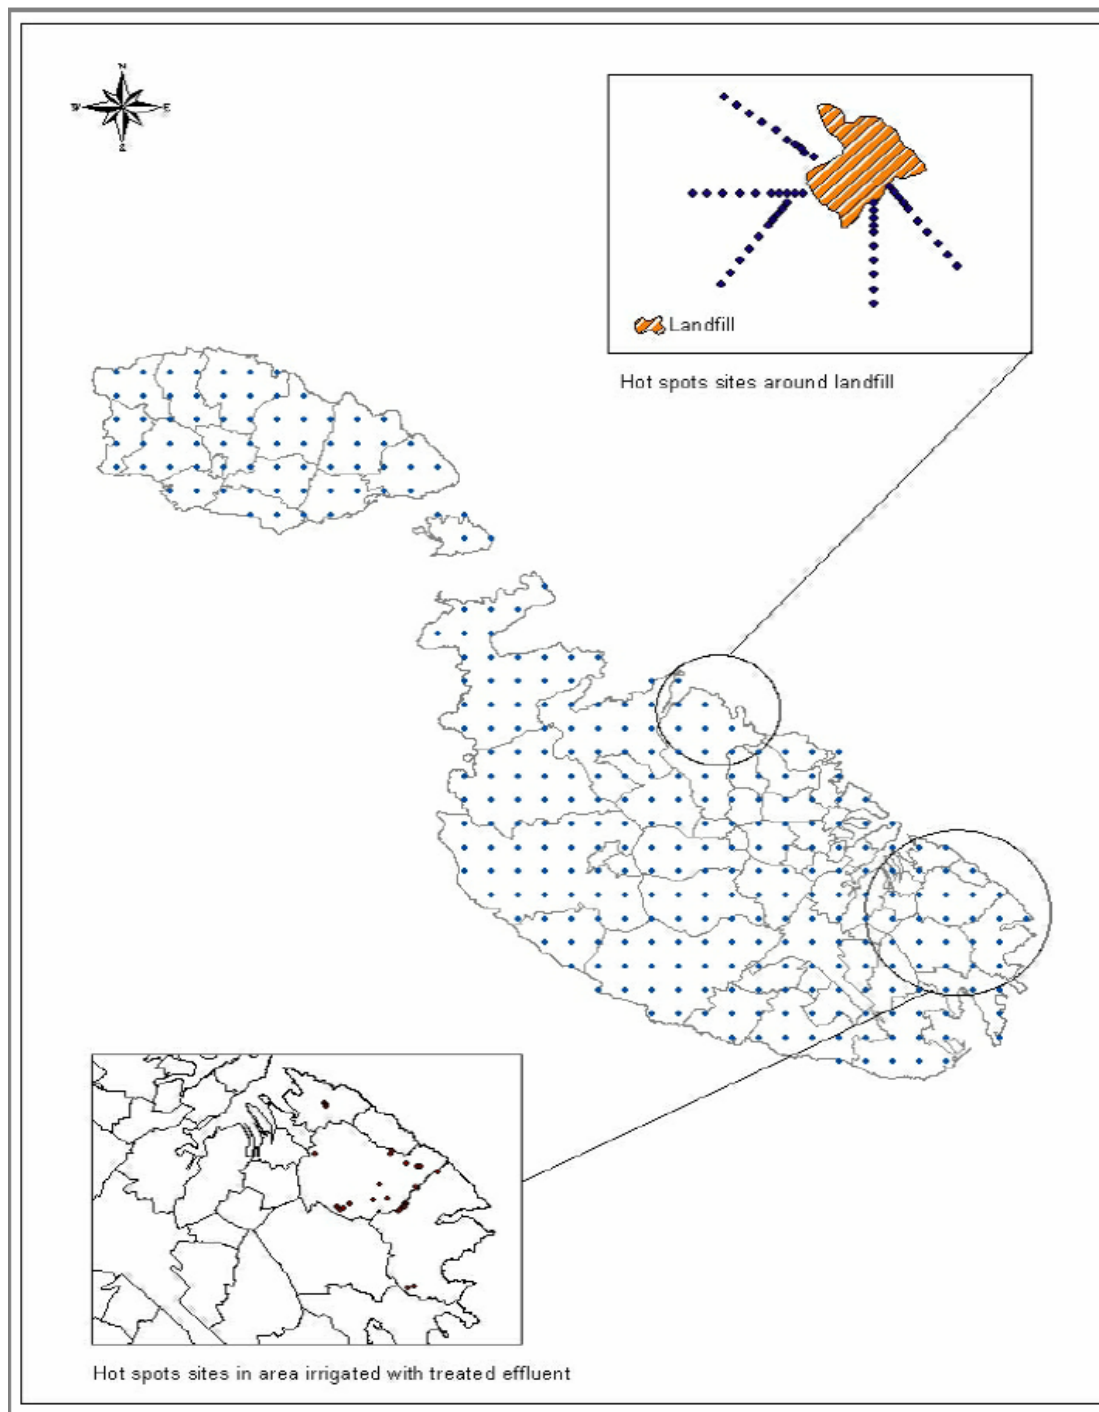 N
W E
S
Landfill
Hot spots sites around landfill
Hot spots sites in area irrigated with treated effluent